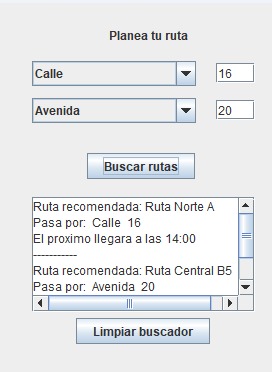 Planea tu ruta
Calle 16
Avenida 20
Buscar rutas
Ruta recomendada: Ruta Norte A
Pasa por:  Calle  16
El proximo llegara a las 14:00
-----------
Ruta recomendada: Ruta Central B5
Pasa por:  Avenida  20
Limpiar buscador